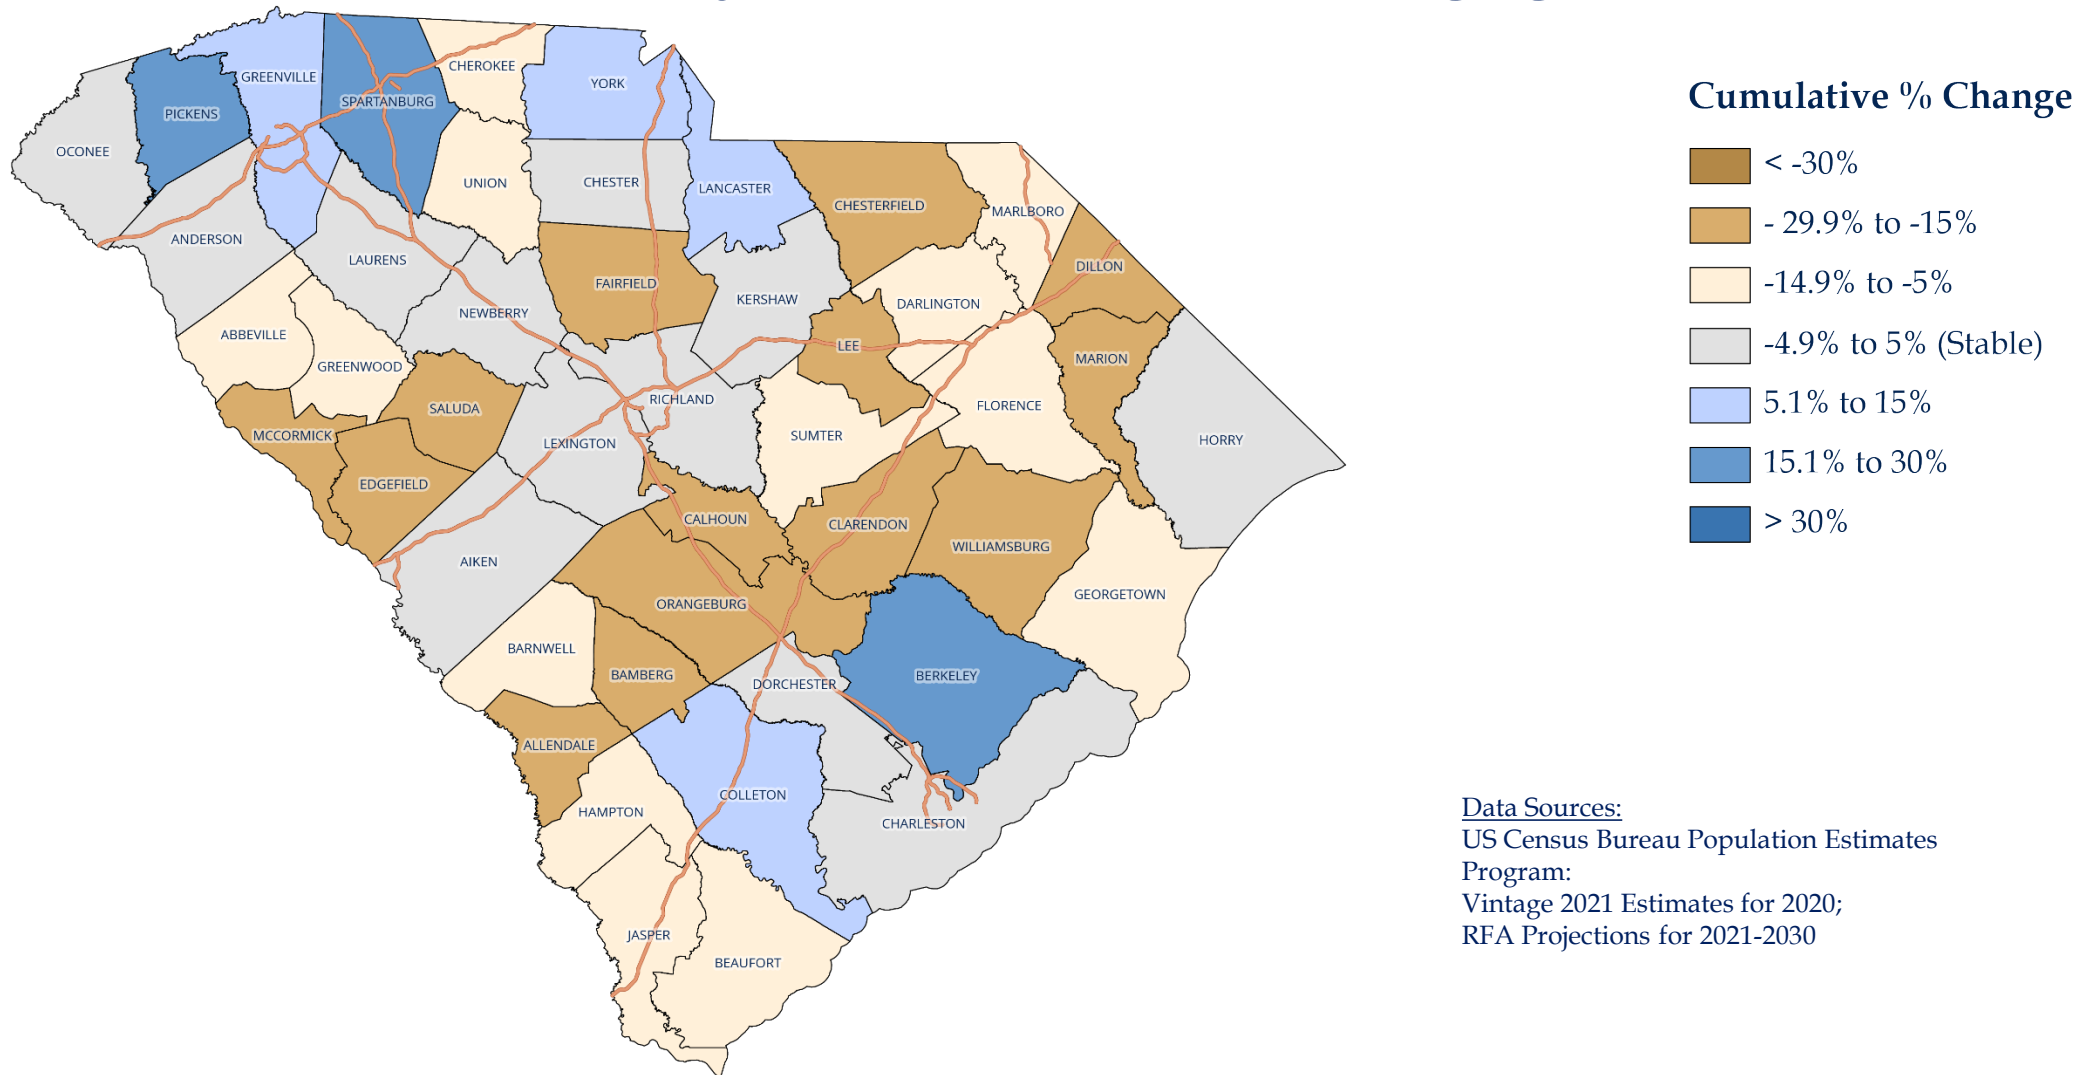 CHEROKEE
GREENVILLE
YORK
SPARTANBURG
PICKENS
OCONEE
UNION
CHESTER
LANCASTER
CHESTERFIELD
MARLBORO
ANDERSON
LAURENS
DILLON
FAIRFIELD
KERSHAW
DARLINGTON
NEWBERRY
ABBEVILLE
LEE
MARION
GREENWOOD
RICHLAND
SALUDA
FLORENCE
MCCORMICK
LEXINGTON
SUMTER
HORRY
EDGEFIELD
CALHOUN
CLARENDON
WILLIAMSBURG
AIKEN
GEORGETOWN
ORANGEBURG
BARNWELL
BAMBERG
BERKELEY
DORCHESTER
ALLENDALE
COLLETON
HAMPTON
CHARLESTON
JASPER
BEAUFORT
Cumulative % Change
< -30%
- 29.9% to -15%
-14.9% to -5%
-4.9% to 5% (Stable)
5.1% to 15%
15.1% to 30%
> 30%
Data Sources:
US Census Bureau Population Estimates
Program:
Vintage 2021 Estimates for 2020;
RFA Projections for 2021-2030